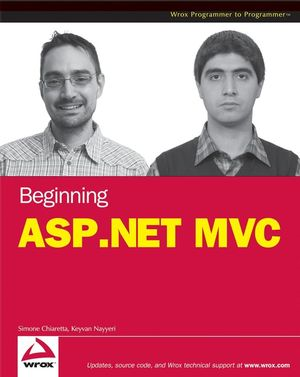 Wrox Programmer to Programmer™
Beginning
ASP.NET MVC
Simone Chiaretta, Keyvan Nayyeri
wrox
Updates, source code, and Wrox technical support at www.wrox.com